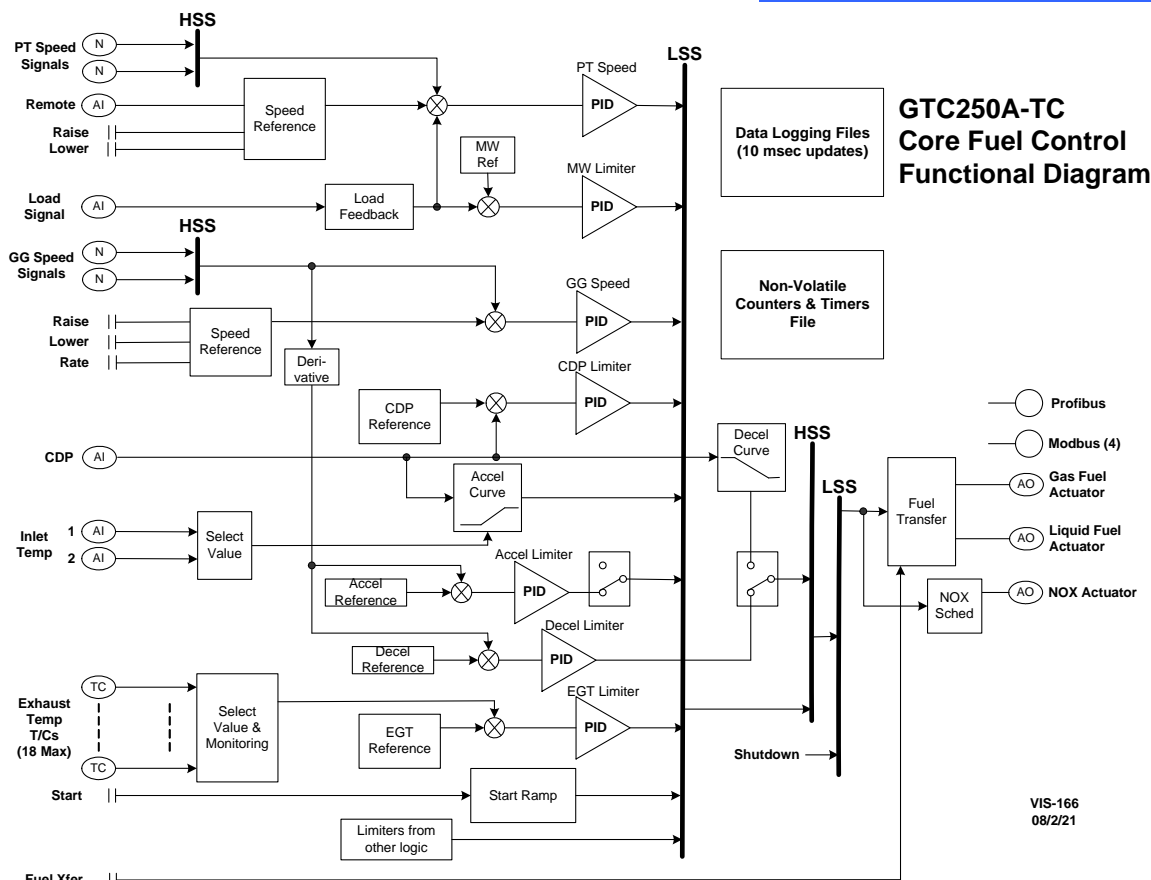 HSS
PT Speed
Signals
N
N
Remote
AI
Raise
Lower
Speed
Reference
PT Speed
PID
LSS
MW
Ref
MW Limiter
PID
Load
Signal
AI
Load
Feedback
HSS
GG Speed
Signals
N
N
GG Speed
PID
Raise
Lower
Rate
Speed
Reference
Deri-
vative
CDP Limiter
PID
CDP
Reference
CDP
AI
Accel
Curve
Decel
Curve
Inlet
Temp
1
AI
2
AI
Select
Value
Accel Limiter
PID
Accel
Reference
Decel Limiter
PID
Decel
Reference
Exhaust
Temp
T/Cs
(18 Max)
TC
TC
Select
Value &
Monitoring
EGT Limiter
PID
EGT
Reference
Start
Start Ramp
Limiters from
other logic
Fuel Xfer
Data Logging Files
(10 msec updates)
GTC250A-TC
Core Fuel Control
Functional Diagram
Non-Volatile
Counters & Timers
File
HSS
LSS
Shutdown
Fuel
Transfer
NOX
Sched
Profibus
Modbus (4)
AO
Gas Fuel
Actuator
AO
Liquid Fuel
Actuator
AO
NOX Actuator
VIS-166
08/2/21